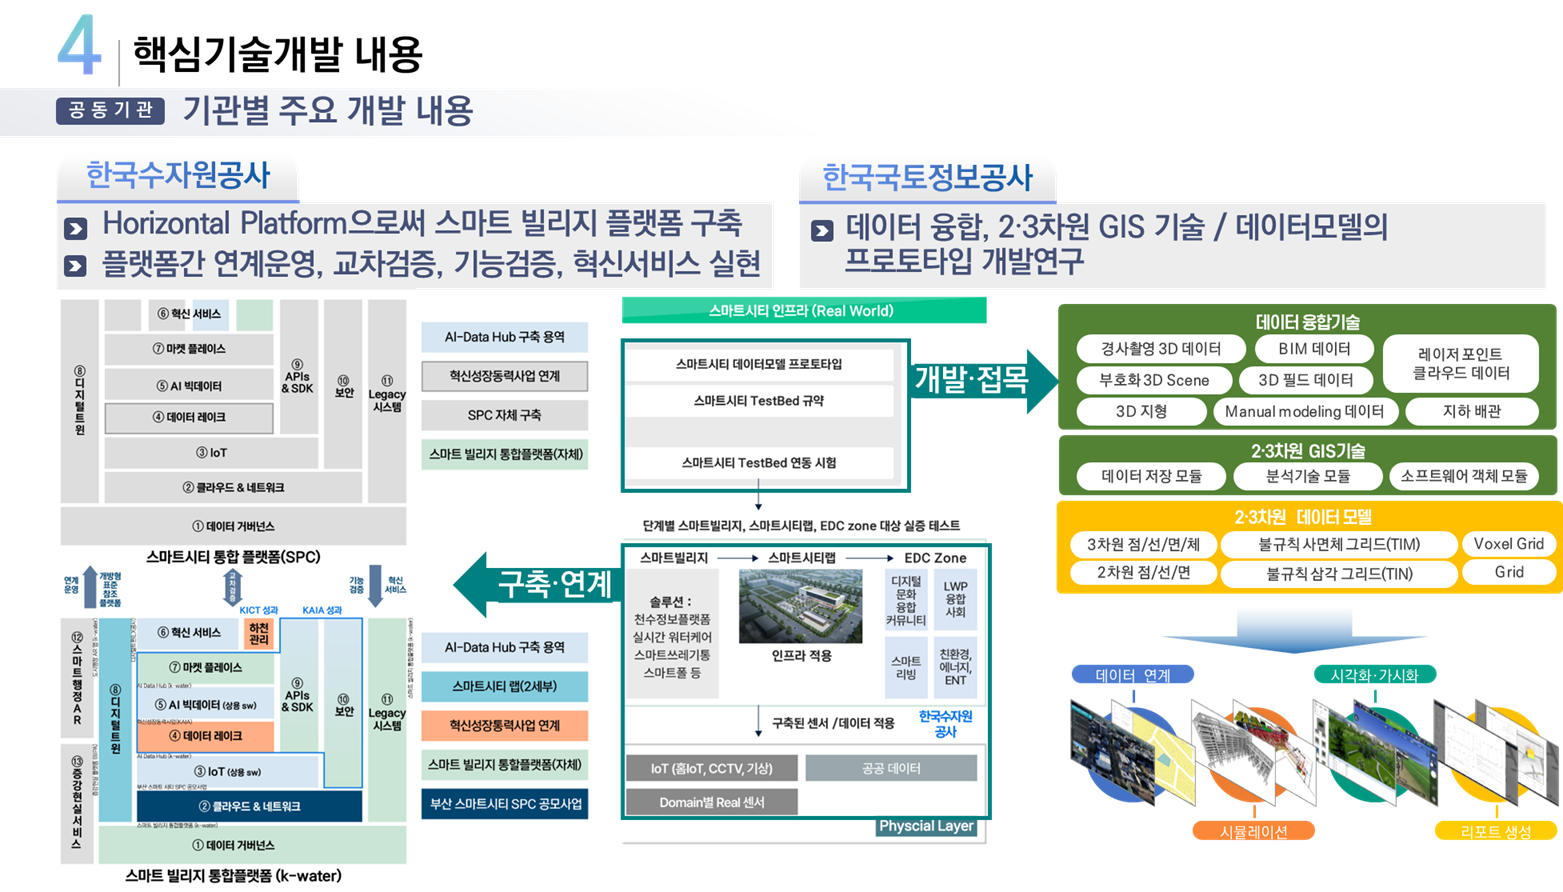 4
핵심기술개발 내용
공동기관
기관별 주요 개발 내용
한국수자원공사
Horizontal Platform으로써 스마트 빌리지 플랫폼 구축
플랫폼간 연계운영, 교차검증, 기능검증, 혁신서비스 실현
한국국토정보공사
데이터 융합, 2·3차원 GIS 기술 / 데이터모델의
프로토타입 개발연구
⑧디지털트윈
⑥ 혁신 서비스
⑦ 마켓 플레이스
⑤ AI 빅데이터
④ 데이터 레이크
③ IoT
② 클라우드 & 네트워크
① 데이터 거버넌스
⑨
APIs
& SDK
⑩
보안
⑪
Legacy
시스템
스마트시티 통합 플랫폼(SPC)
AI-Data Hub 구축 용역
혁신성장동력사업 연계
SPC 자체 구축
스마트 빌리지 통합플랫폼(자체)
연계
운영
개방형
표준
참조
플랫폼
교차검증
기능
검증
혁신
서비스
KICT 성과
KAIA 성과
⑫스마트행정AR
⑬증강현실서비스
⑧디지털트윈
⑥ 혁신 서비스
하천
관리
⑦ 마켓 플레이스
AI Data Hub (k-water)
⑤ AI 빅데이터 (상용 sw)
혁신성장동력사업(KAIA)
④ 데이터 레이크
AI Data Hub (k-water)
③ IoT (상용 sw)
부산 스마트 시티 SPC 공모사업
② 클라우드 & 네트워크
스마트 빌리지 통합플랫폼 (k-water)
① 데이터 거버넌스
⑨
APIs
& SDK
⑩
보안
⑪
Legacy
시스템
스마트 빌리지 통합플랫폼 (k-water)
AI-Data Hub 구축 용역
스마트시티 랩(2세부)
혁신성장동력사업 연계
스마트 빌리지 통합플랫폼(자체)
부산 스마트시티 SPC 공모사업
스마트시티 인프라 (Real World)
스마트시티 데이터모델 프로토타입
스마트시티 TestBed 규약
스마트시티 TestBed 연동 시험
개발·접목
단계별 스마트빌리지, 스마트시티랩, EDC zone 대상 실증 테스트
구축·연계
스마트빌리지
스마트시티랩
EDC Zone
솔루션 :
천수정보플랫폼
실시간 워터케어
스마트쓰레기통
스마트폴 등
인프라 적용
디지털
문화
융합
커뮤니티
LWP
융합
사회
스마트
리빙
친환경,
에너지,
ENT
구축된 센서 /데이터 적용
한국수자원
공사
IoT (홈IoT, CCTV, 기상)
공공 데이터
Domain별 Real 센서
Physcial Layer
데이터 융합기술
경사촬영 3D 데이터
BIM 데이터
레이저 포인트
클라우드 데이터
부호화 3D Scene
3D 필드 데이터
3D 지형
Manual modeling 데이터
지하 배관
2·3차원 GIS기술
데이터 저장 모듈
분석기술 모듈
소프트웨어 객체 모듈
2·3차원 데이터 모델
3차원 점/선/면/체
불규칙 사면체 그리드(TIM)
Voxel Grid
2차원 점/선/면
불규칙 삼각 그리드(TIN)
Grid
데이터 연계
시각화·가시화
시뮬레이션
리포트 생성